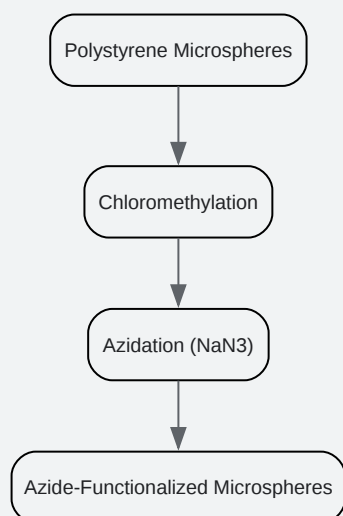 Polystyrene Microspheres
Chloromethylation
Azidation (NaN3)
Azide-Functionalized Microspheres